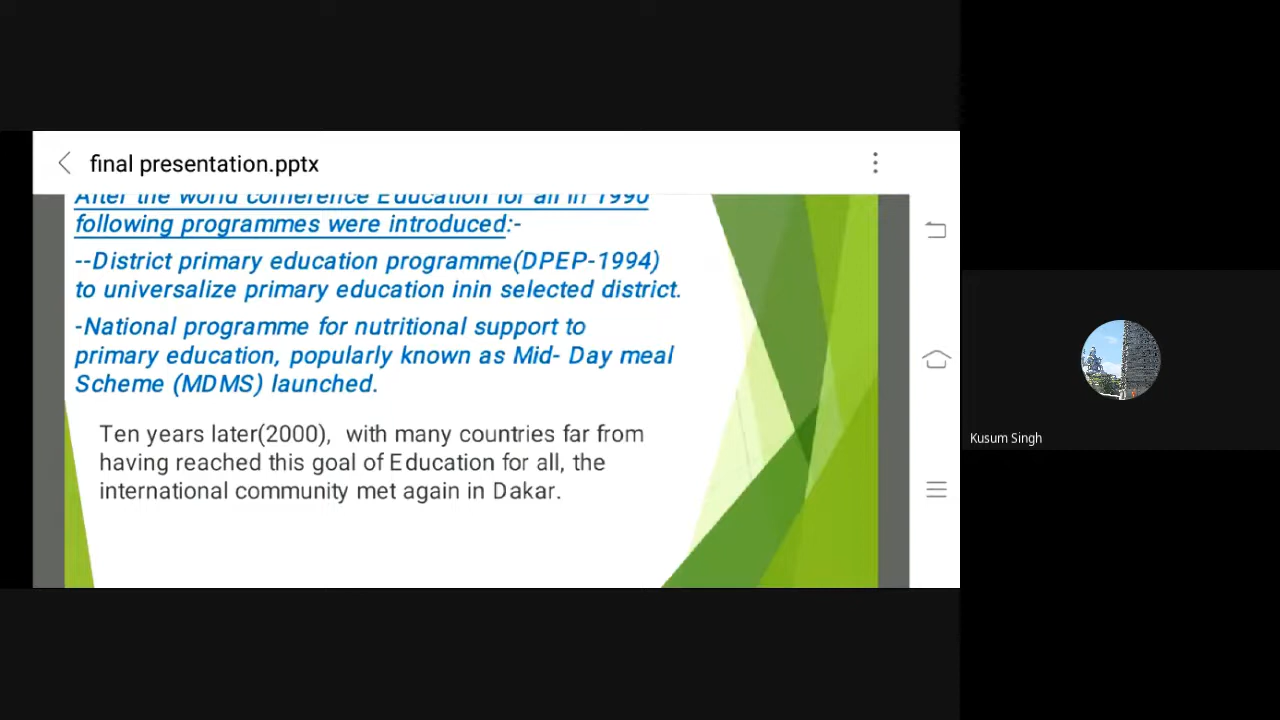 final presentation.pptx
After the world conference Education for all in 1990
following programmes were introduced:-
--District primary education programme(DPEP-1994)
to universalize primary education inin selected district.
-National programme for nutritional support to
primary education, popularly known as Mid- Day meal
Scheme (MDMS) launched.
Ten years later(2000), with many countries far from
having reached this goal of Education for all, the
international community met again in Dakar.
Kusum Singh